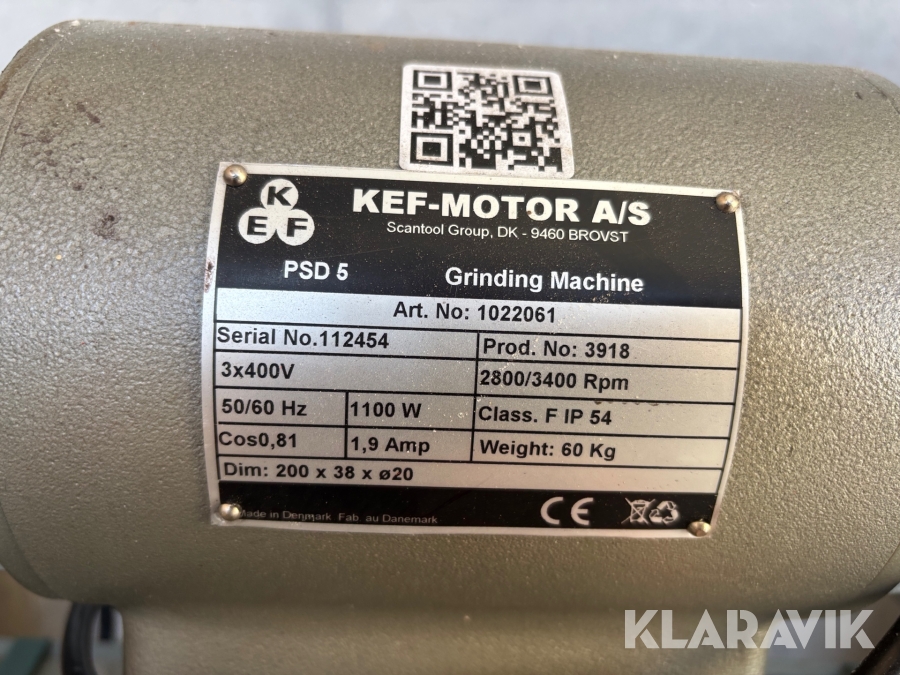 K
E F
KEF-MOTOR A/S
Scantool Group, DK - 9460 BROVST
PSD 5 Grinding Machine
Art. No: 1022061
Serial No.112454 Prod. No: 3918
3x400V 2800/3400 Rpm
50/60 Hz 1100 W Class. F IP 54
Cos0,81 1,9 Amp Weight: 60 Kg
Dim: 200 x 38 x ø20
Made in Denmark Fab. au Danemark CE
KLARAVIK